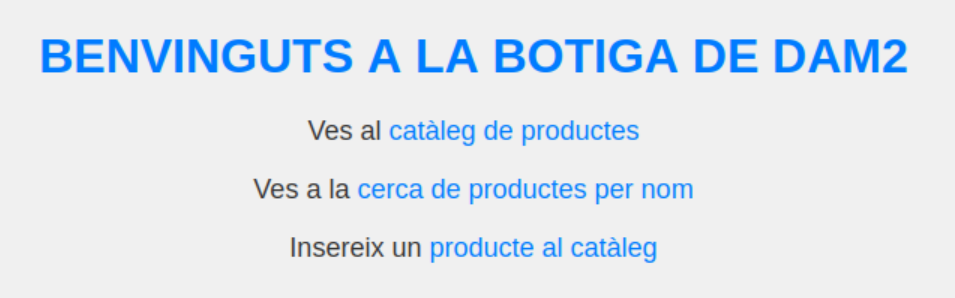 BENVINGUTS A LA BOTIGA DE DAM2
Ves al catàleg de productes
Ves a la cerca de productes per nom
Insereix un producte al catàleg